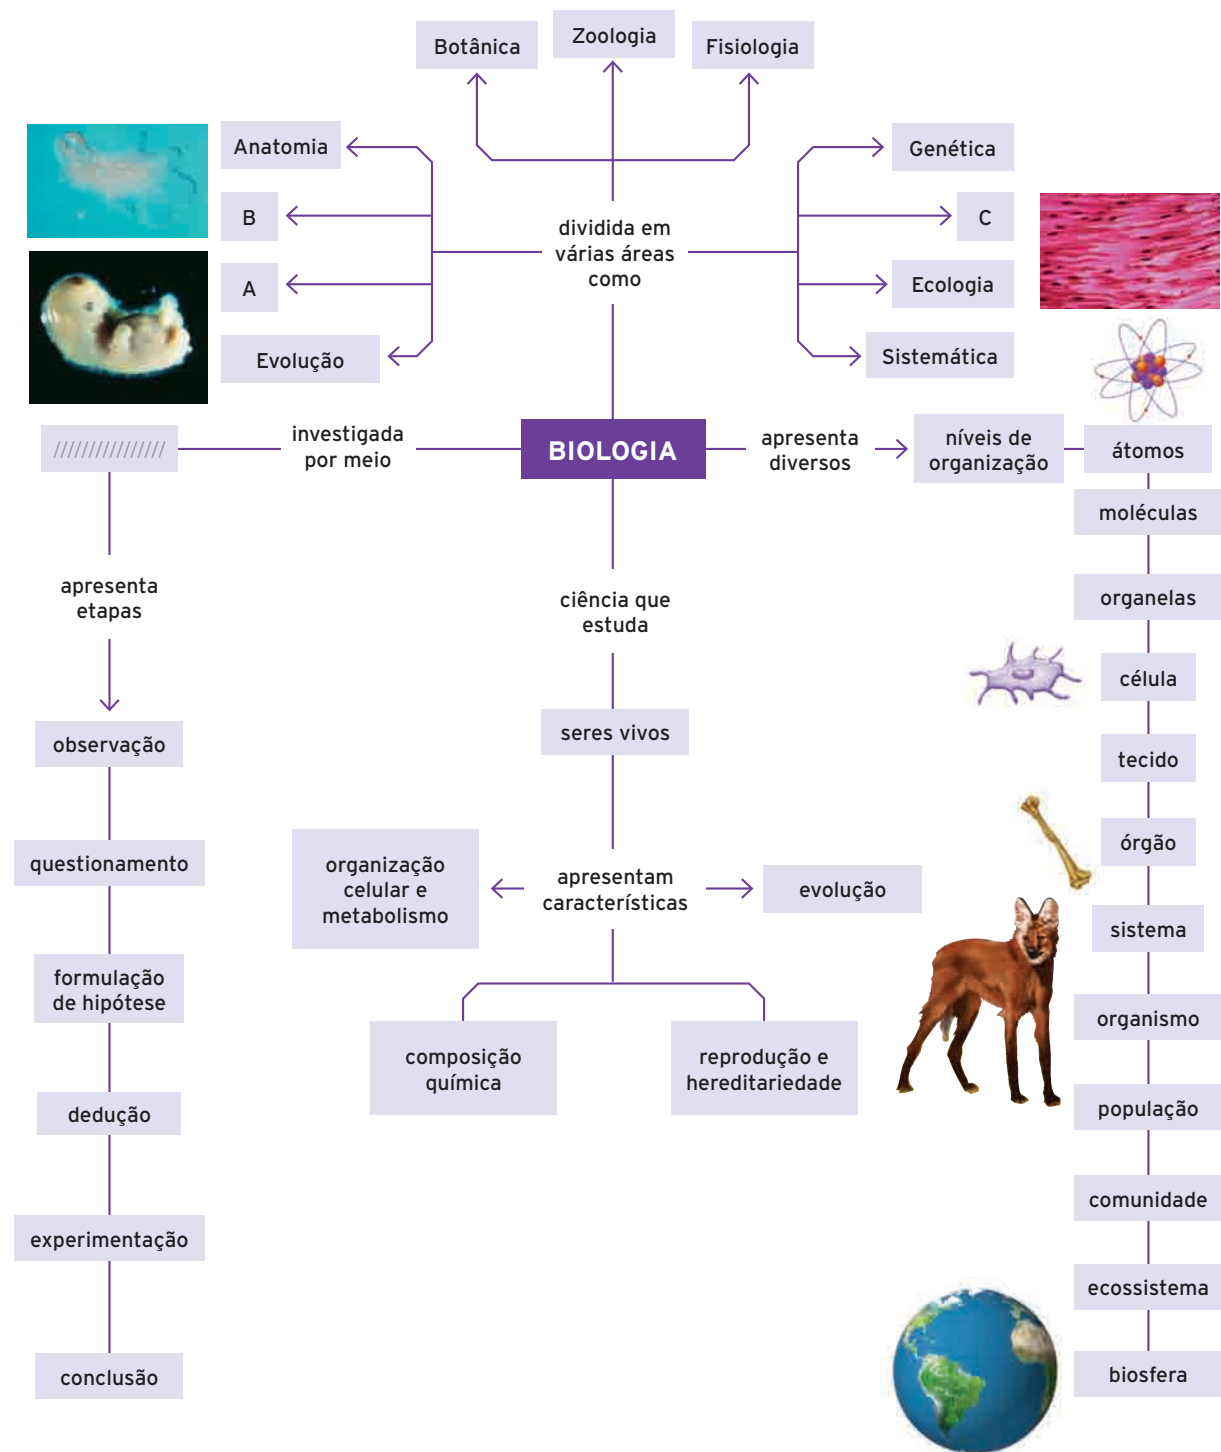 Botânica
Zoologia
Fisiologia
Anatomia
B
A
Evolução
dividida em
várias áreas
como
Genética
C
Ecologia
Sistemática
////////////////
investigada
por meio
BIOLOGIA
apresenta
diversos
níveis de
organização
átomos
moléculas
organelas
célula
tecido
órgão
sistema
organismo
população
comunidade
ecossistema
biosfera
apresenta
etapas
observação
questionamento
formulação
de hipótese
dedução
experimentação
conclusão
ciência que
estuda
seres vivos
apresentam
características
organização
celular e
metabolismo
evolução
composição
química
reprodução e
hereditariedade